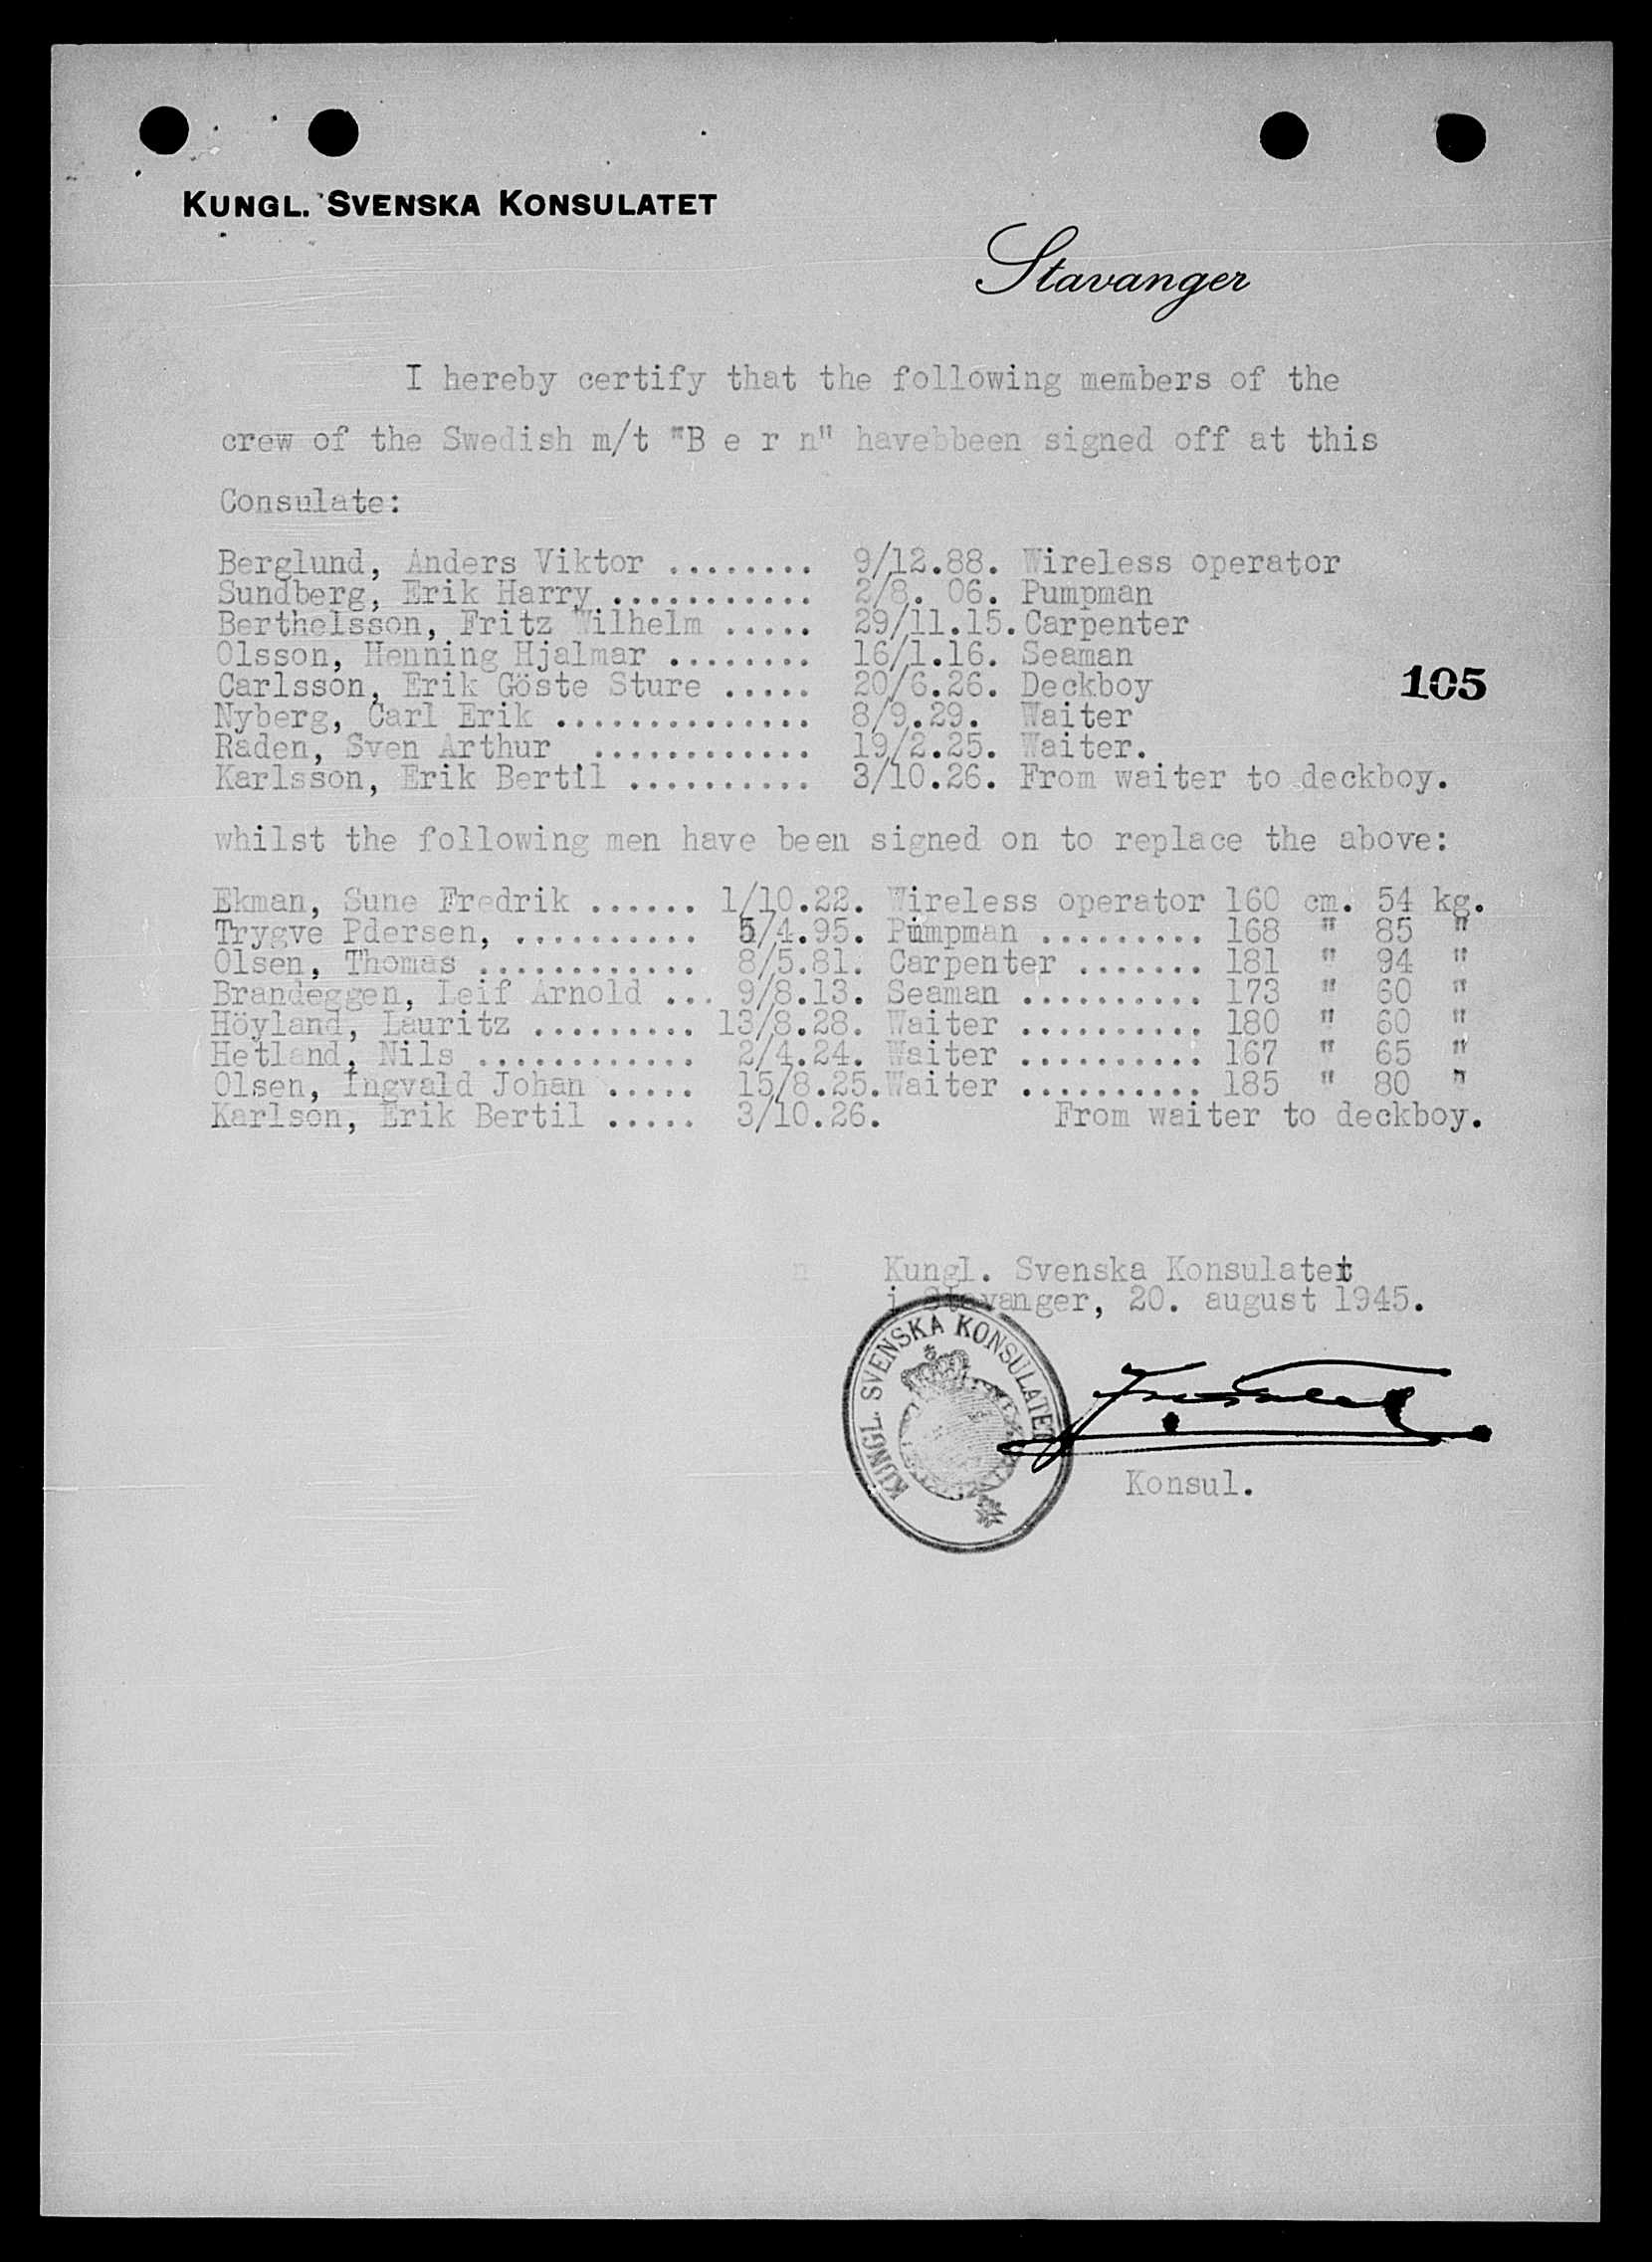 KUNGL. SVENSKA KONSULATET
Stavanger
I hereby certify that the following members of the
crew of the Swedish m/t "B e r n" havebbeen signed off at this
Consulate:
Berglund, Anders Viktor ........ 9/12.88. Wireless operator
Sundberg, Erik Harry ........... 2/8. 06. Pumpman
Berthelsson, Fritz Wilhelm ..... 29/11.15. Carpenter
Olsson, Henning Hjalmar ........ 16/1.16. Seaman
Carlsson, Erik Göste Sture ..... 20/6.26. Deckboy
105
Nyberg, Carl Erik .............. 8/9.29. Waiter
Raden, Sven Arthur ............ 19/2.25. Waiter.
Karlsson, Erik Bertil .......... 3/10.26. From waiter to deckboy.
whilst the following men have been signed on to replace the above:
Ekman, Sune Fredrik ...... 1/10.22. Wireless operator 160 cm. 54 kg.
Trygve Pdersen, .......... 5/4.95. Pumpman ......... 168 " 85 "
Olsen, Thomas ............ 8/5.81. Carpenter ....... 181 " 94 "
Brandeggen, Leif Arnold ... 9/8.13. Seaman .......... 173 " 60 "
Höyland, Lauritz ......... 13/8.28. Waiter .......... 180 " 60 "
Hetland, Nils ............ 2/4.24. Waiter .......... 167 " 65 "
Olsen, Ingvald Johan ..... 15/8.25. Waiter .......... 185 " 80 "
Karlson, Erik Bertil ..... 3/10.26. From waiter to deckboy.
Kungl. Svenska Konsulatet
i Stavanger, 20. august 1945.
KUNGL. SVENSKA KONSULATET
Konsul.